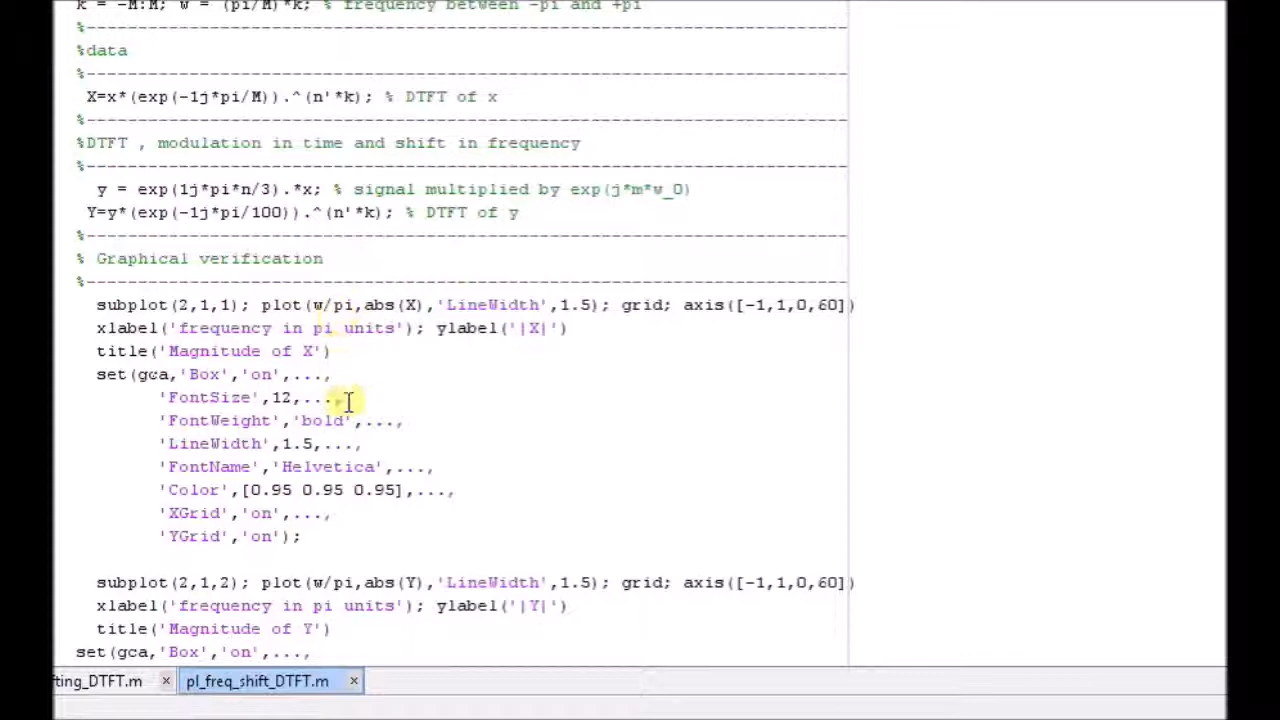 k = -M:M; w = (pi/M)*k; % frequency between -pi and +pi
%--------------------------------------------------------------------------
%data
%--------------------------------------------------------------------------
X=x*(exp(-1j*pi/M)).^(n'*k); % DTFT of x
%--------------------------------------------------------------------------
%DTFT , modulation in time and shift in frequency
%--------------------------------------------------------------------------
y = exp(1j*pi*n/3).*x; % signal multiplied by exp(j*m*w_0)
Y=y*(exp(-1j*pi/100)).^(n'*k); % DTFT of y
%--------------------------------------------------------------------------
% Graphical verification
%--------------------------------------------------------------------------
subplot(2,1,1); plot(w/pi,abs(X),'LineWidth',1.5); grid; axis([-1,1,0,60])
xlabel('frequency in pi units'); ylabel('|X|')
title('Magnitude of X')
set(gca,'Box','on',...,
'FontSize',12,...,
'FontWeight','bold',...,
'LineWidth',1.5,...,
'FontName','Helvetica',...,
'Color',[0.95 0.95 0.95],...,
'XGrid','on',...,
'YGrid','on');
subplot(2,1,2); plot(w/pi,abs(Y),'LineWidth',1.5); grid; axis([-1,1,0,60])
xlabel('frequency in pi units'); ylabel('|Y|')
title('Magnitude of Y')
set(gca,'Box','on',...,
fting_DTFT.m × pl_freq_shift_DTFT.m ×